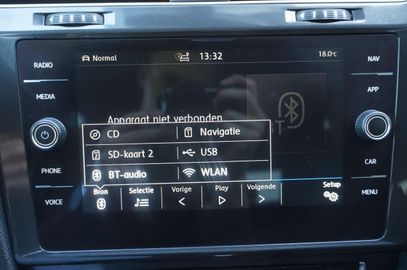 RADIO
MEDIA
PHONE
VOICE
NAV
APP
CAR
MENU
Normal 13:32 18.0°C
Apparaat niet verbonden
CD Navigatie
SD-kaart 2 USB
BT-audio WLAN
Bron Selectie Vorige Play Volgende Setup